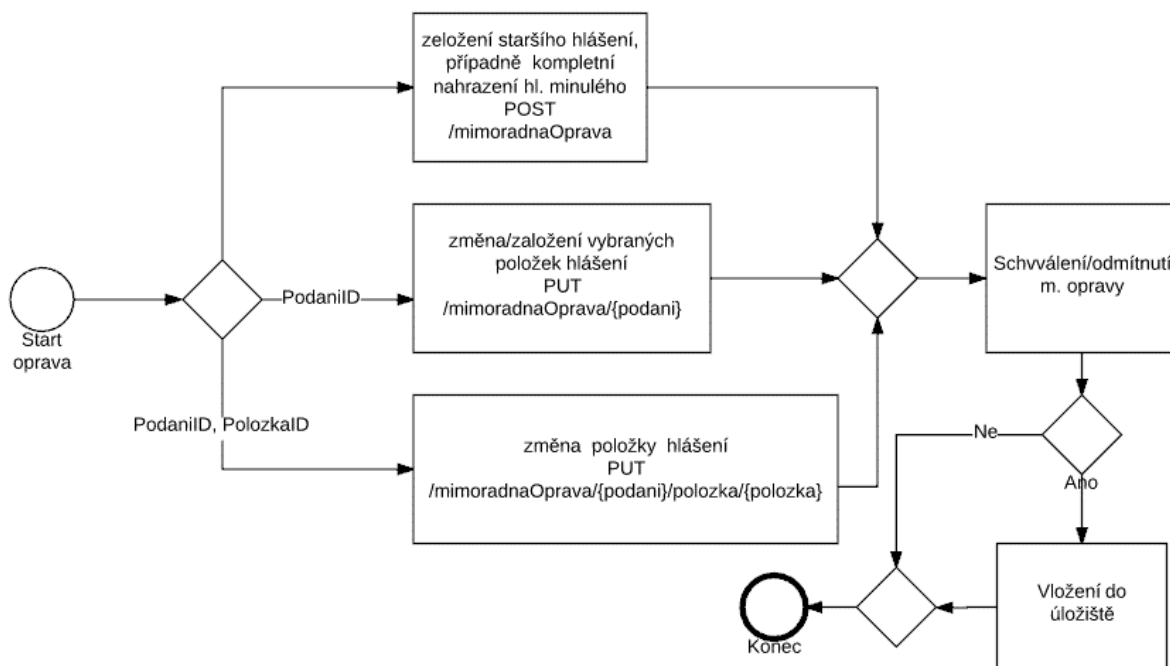 zeložení staršího hlášení,
případně kompletní
nahrazení hl. minulého
POST
/mimoradnaOprava
změna/založení vybraných
položek hlášení
PUT
/mimoradnaOprava/{podani}
Schvválení/odmítnutí
m. opravy
PodaniID
Start
oprava
PodaniID, PolozkaID
změna položky hlášení
PUT
/mimoradnaOprava/{podani}/polozka/{polozka}
Ne
Ano
Vložení do
úložiště
Konec